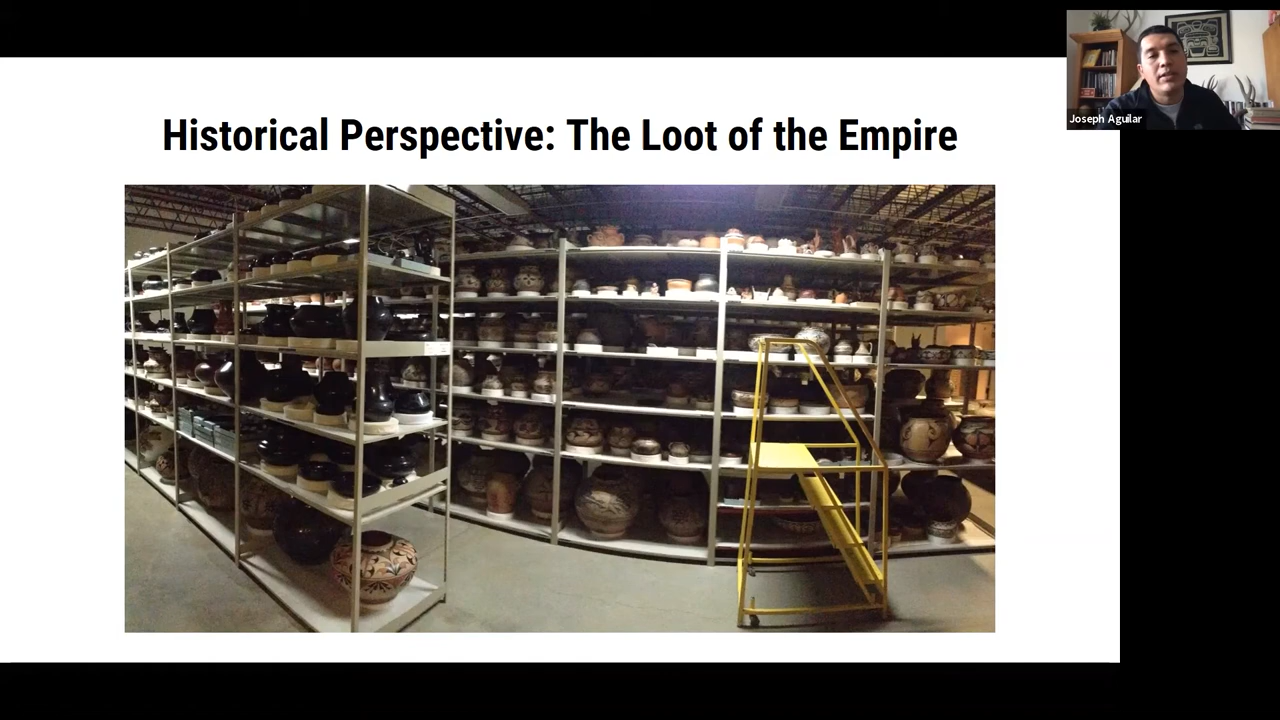 Historical Perspective: The Loot of the Empire
Joseph Aguilar